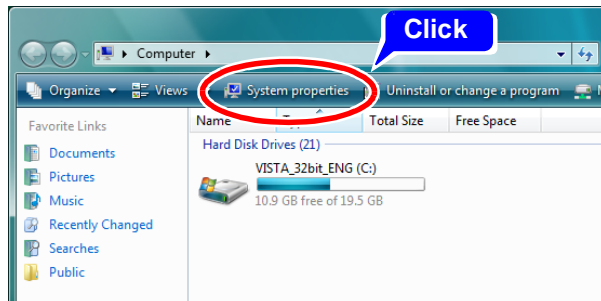 Click
Computer
Organize Views System properties Uninstall or change a program
Favorite Links
Name Total Size Free Space
Hard Disk Drives (21)
Documents
VISTA_32bit_ENG (C:)
Pictures
10.9 GB free of 19.5 GB
Music
Recently Changed
Searches
Public